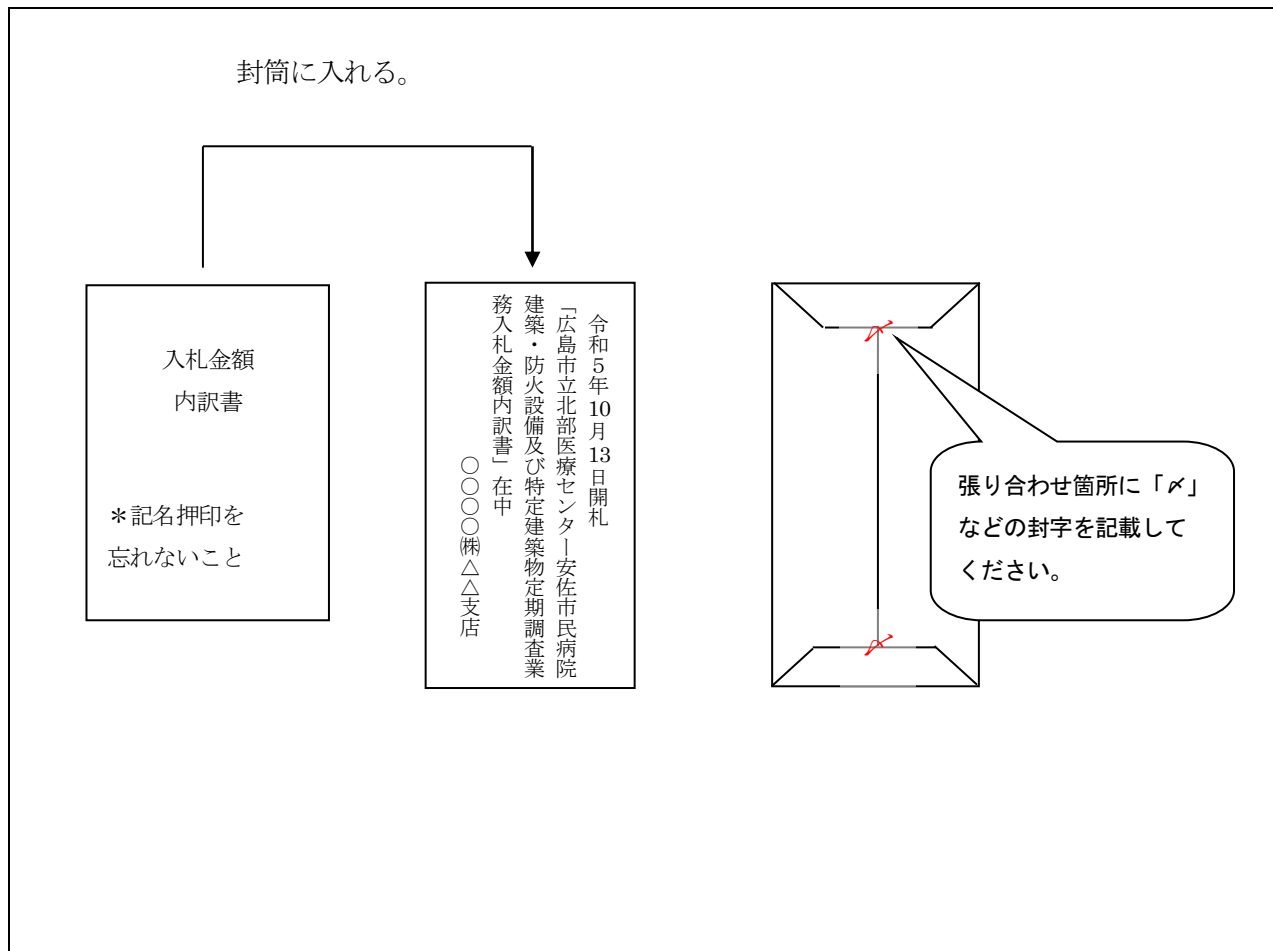 封筒に入れる。
入札金額
内訳書
＊記名押印を
忘れないこと
令和５年10月13日開札
「広島市立北部医療センター安佐市民病院
建築・防火設備及び特定建築物定期調査業
務入札金額内訳書」在中
○○○○㈱△△支店
〆
張り合わせ箇所に「〆」
などの封字を記載して
ください。
〆